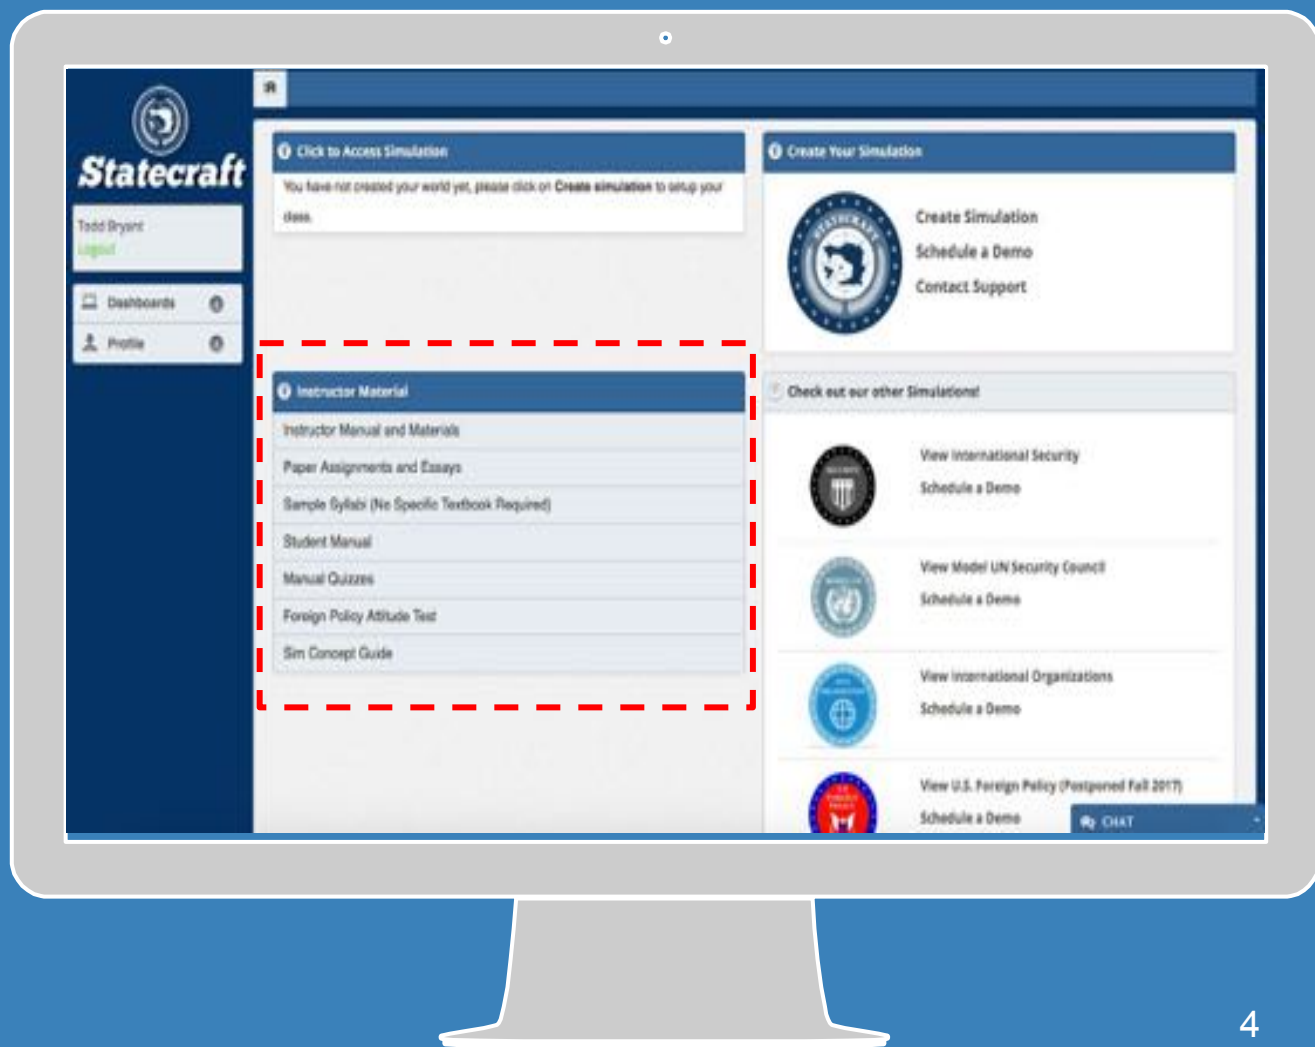 Statecraft
Todd Bryant
Logout
Dashboards
Profile
Click to Access Simulation
You have not created your world yet, please click on Create simulation to setup your
class.
Instructor Material
Instructor Manual and Materials
Paper Assignments and Essays
Sample Syllabi (No Specific Textbook Required)
Student Manual
Manual Quizzes
Foreign Policy Attitude Test
Sim Concept Guide
Create Your Simulation
STATECRAFT
Create Simulation
Schedule a Demo
Contact Support
Check out our other Simulations!
SECURITY
View International Security
Schedule a Demo
MODEL UN
View Model UN Security Council
Schedule a Demo
View International Organizations
Schedule a Demo
View U.S. Foreign Policy (Postponed Fall 2017)
Schedule a Demo
CHAT
4